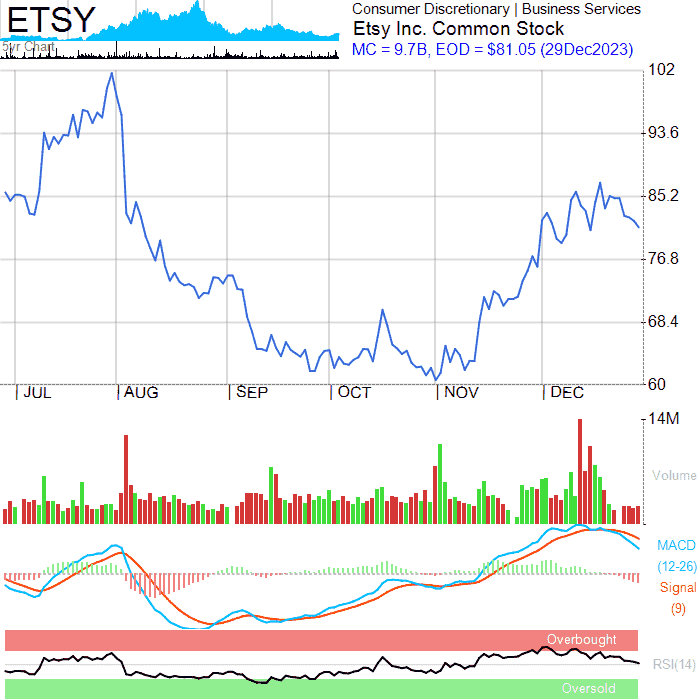 ETSY
5yr Chart
Consumer Discretionary | Business Services
Etsy Inc. Common Stock
MC = 9.7B, EOD = $81.05 (29Dec2023)
102
93.6
85.2
76.8
68.4
60
JUL
AUG
SEP
OCT
NOV
DEC
14M
Volume
MACD
(12-26)
Signal
(9)
Overbought
RSI(14)
Oversold